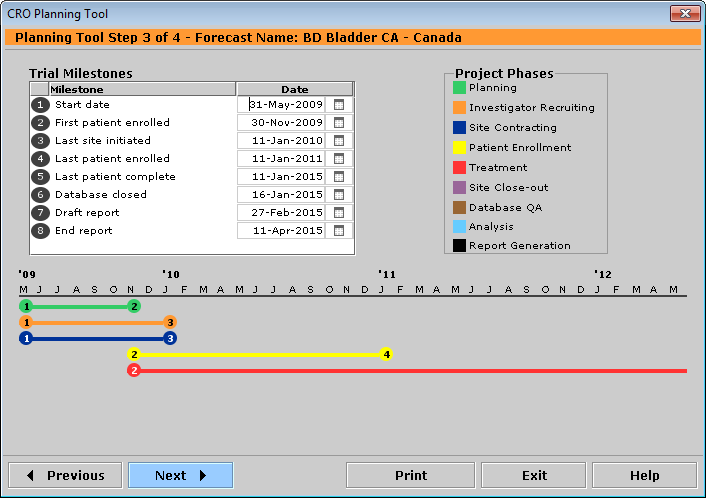 CRO Planning Tool
Planning Tool Step 3 of 4 - Forecast Name: BD Bladder CA - Canada
Trial Milestones
Milestone Date
1 Start date 31-May-2009
2 First patient enrolled 30-Nov-2009
3 Last site initiated 11-Jan-2010
4 Last patient enrolled 11-Jan-2011
5 Last patient complete 11-Jan-2015
6 Database closed 16-Jan-2015
7 Draft report 27-Feb-2015
8 End report 11-Apr-2015
Project Phases
Planning
Investigator Recruiting
Site Contracting
Patient Enrollment
Treatment
Site Close-out
Database QA
Analysis
Report Generation
'09 '10 '11 '12
M J J A S O N D J F M A M J J A S O N D J F M A M J J A S O N D J F M A M
1 2
1 3
1 3
2 4
2
Previous Next Print Exit Help